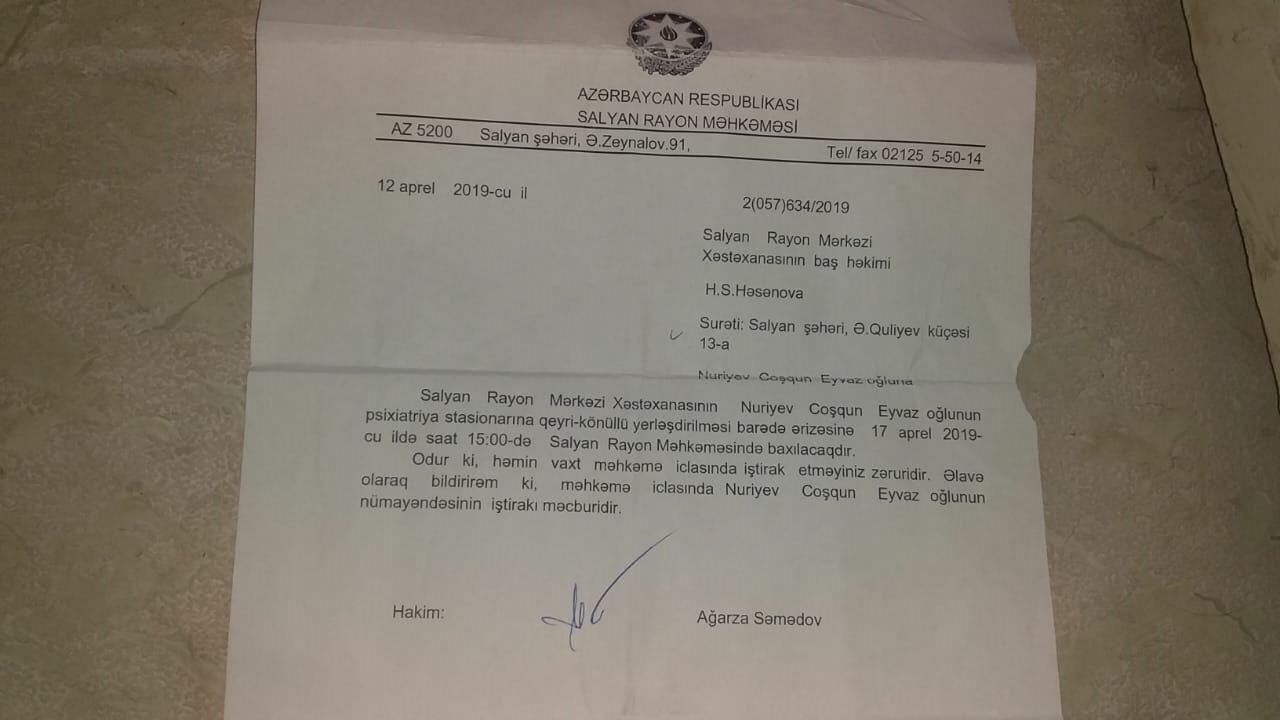 AZƏRBAYCAN RESPUBLİKASI
SALYAN RAYON MƏHKƏMƏSİ
AZ 5200 Salyan şəhəri, Ə.Zeynalov.91, Tel/ fax 02125 5-50-14
12 aprel 2019-cu il
2(057)634/2019
Salyan Rayon Mərkəzi
Xəstəxanasının baş həkimi
H.S.Həsənova
Surəti: Salyan şəhəri, Ə.Quliyev küçəsi
13-a
Nuriyev Coşqun Eyvaz oğluna
Salyan Rayon Mərkəzi Xəstəxanasının Nuriyev Coşqun Eyvaz oğlunun
psixiatriya stasionarına qeyri-könüllü yerləşdirilməsi barədə ərizəsinə 17 aprel 2019-
cu ildə saat 15:00-də Salyan Rayon Məhkəməsində baxılacaqdır.
Odur ki, həmin vaxt məhkəmə iclasında iştirak etməyiniz zəruridir. Əlavə
olaraq bildirirəm ki, məhkəmə iclasında Nuriyev Coşqun Eyvaz oğlunun
nümayəndəsinin iştirakı məcburidir.
Hakim: Ağarza Səmədov